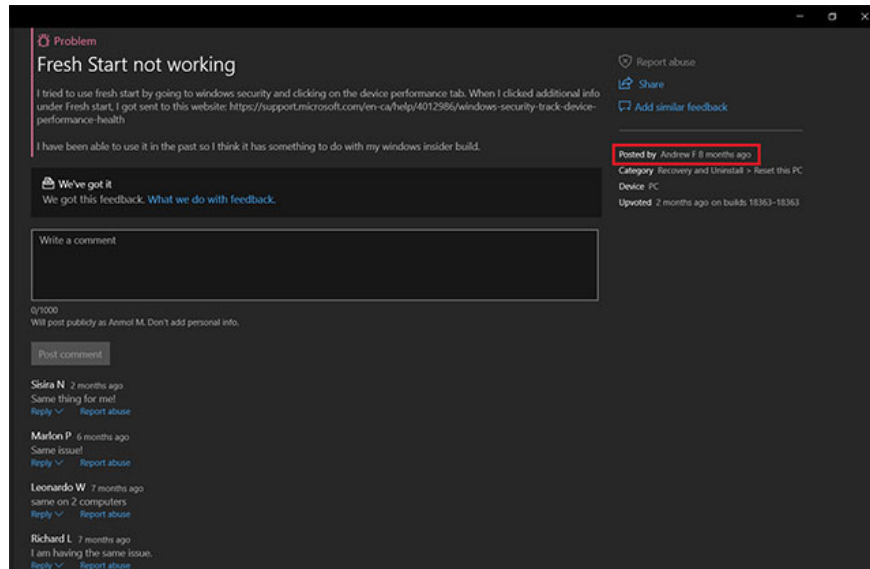 Problem
Fresh Start not working
I tried to use fresh start by going to windows security and clicking on the device performance tab. When I clicked additional info
under Fresh start, I got sent to this website: https://support.microsoft.com/en-ca/help/4012986/windows-security-track-device-
performance-health
I have been able to use it in the past so I think it has something to do with my windows insider build.
We've got it
We got this feedback. What we do with feedback.
Write a comment
0/1000
Will post publicly as Anmol M. Don't add personal info.
Post comment
Sisira N 2 months ago
Same thing for me!
Reply Report abuse
Marlon P 6 months ago
Same issue!
Reply Report abuse
Leonardo W 7 months ago
same on 2 computers
Reply Report abuse
Richard L 7 months ago
I am having the same issue.
Reply Report abuse
Report abuse
Share
Add similar feedback
Posted by Andrew F 8 months ago
Category Recovery and Uninstall > Reset this PC
Device PC
Upvoted 2 months ago on builds 18363-18363